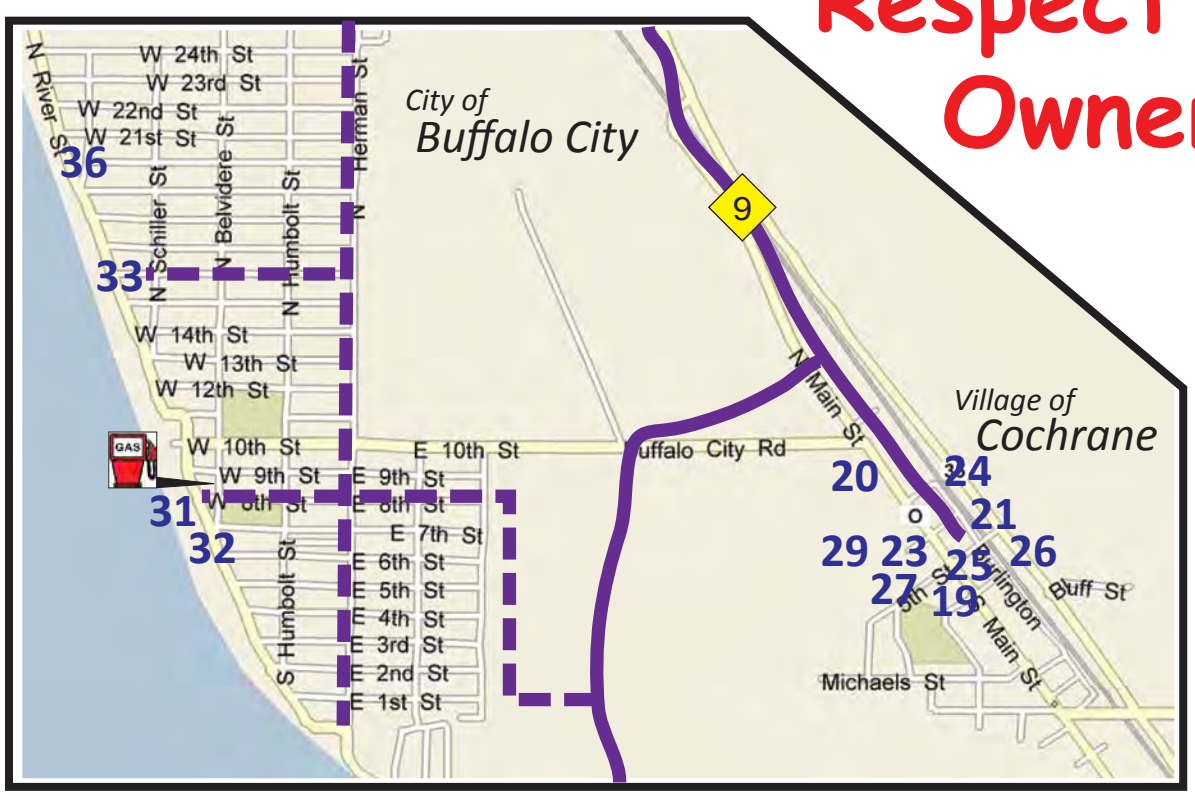 Respect
Owner
W 24th St
W 23rd St
W 22nd St
W 21st St
N River St
36
N Schiller St
N Belvidere St
N Humbolt St
N Herman St
City of
Buffalo City
9
33
W 14th St
W 13th St
W 12th St
N Main St
Village of
Cochrane
GAS
W 10th St
E 10th St
uffalo City Rd
W 9th St
E 9th St
20
24
31
W 8th St
E 8th St
O
21
32
E 7th St
29
23
25
26
E 6th St
27
5th St
19
Burlington
Buff St
E 5th St
E 4th St
S Humbolt St
E 3rd St
S Main St
E 2nd St
Michaels St
E 1st St